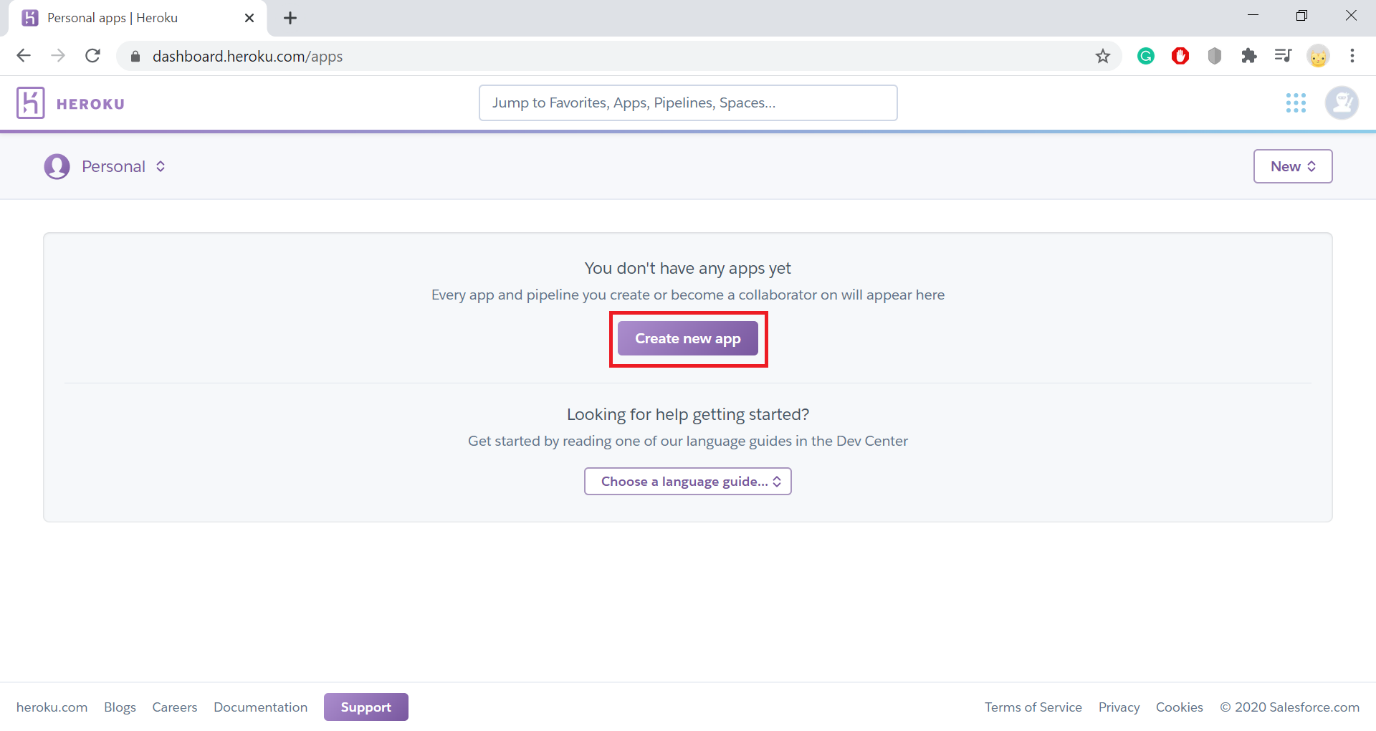 Personal apps | Heroku
dashboard.heroku.com/apps
HEROKU
Jump to Favorites, Apps, Pipelines, Spaces...
Personal
New
You don't have any apps yet
Every app and pipeline you create or become a collaborator on will appear here
Create new app
Looking for help getting started?
Get started by reading one of our language guides in the Dev Center
Choose a language guide...
heroku.com Blogs Careers Documentation Support Terms of Service Privacy Cookies © 2020 Salesforce.com